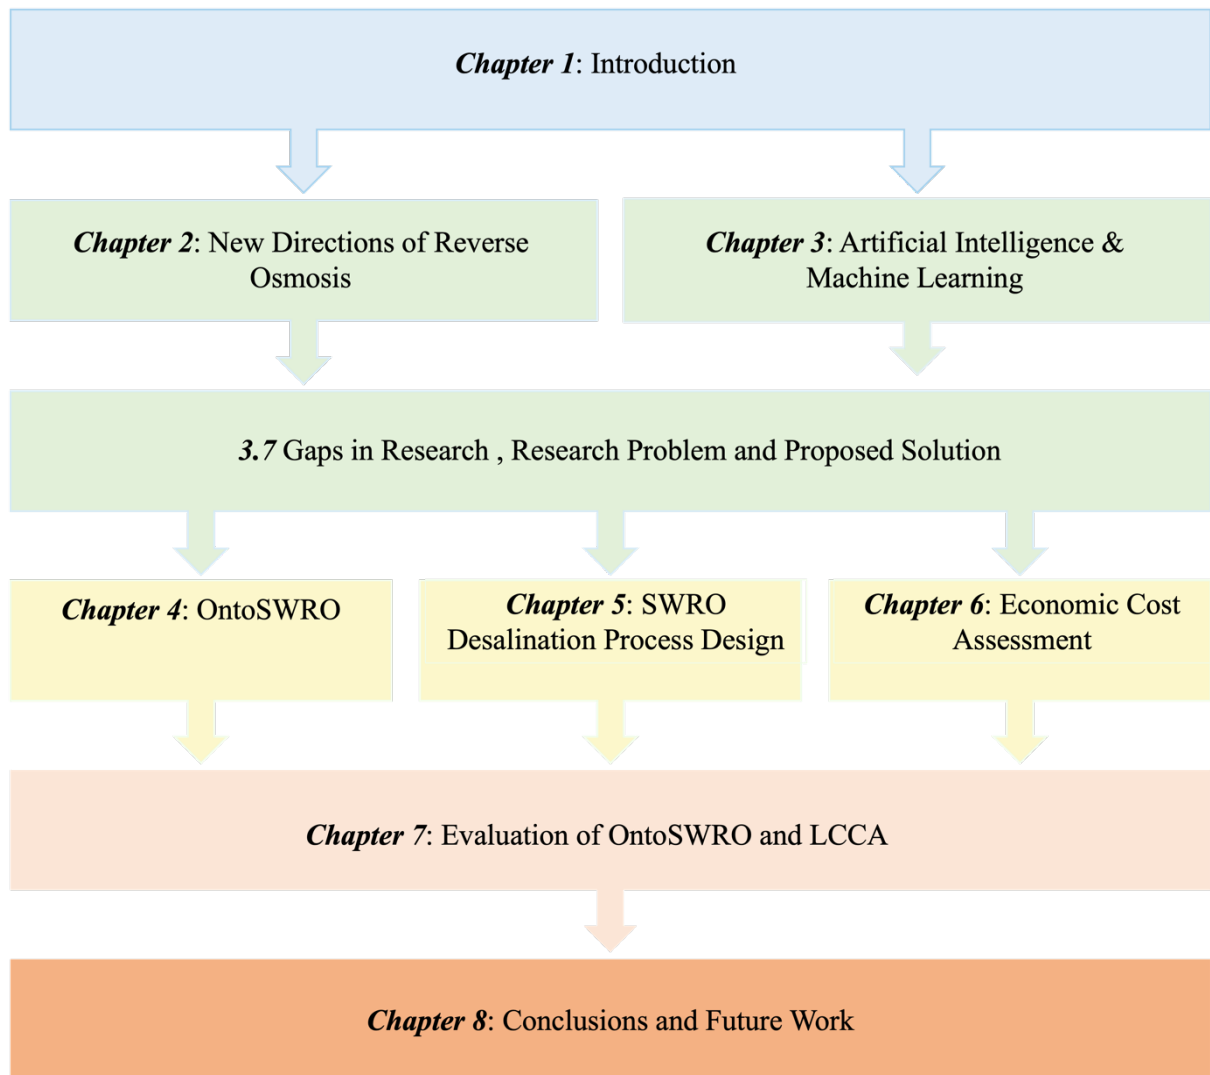 Chapter 1: Introduction
Chapter 2: New Directions of Reverse
Osmosis
Chapter 3: Artificial Intelligence &
Machine Learning
3.7 Gaps in Research , Research Problem and Proposed Solution
Chapter 4: OntoSWRO
Chapter 5: SWRO
Desalination Process Design
Chapter 6: Economic Cost
Assessment
Chapter 7: Evaluation of OntoSWRO and LCCA
Chapter 8: Conclusions and Future Work